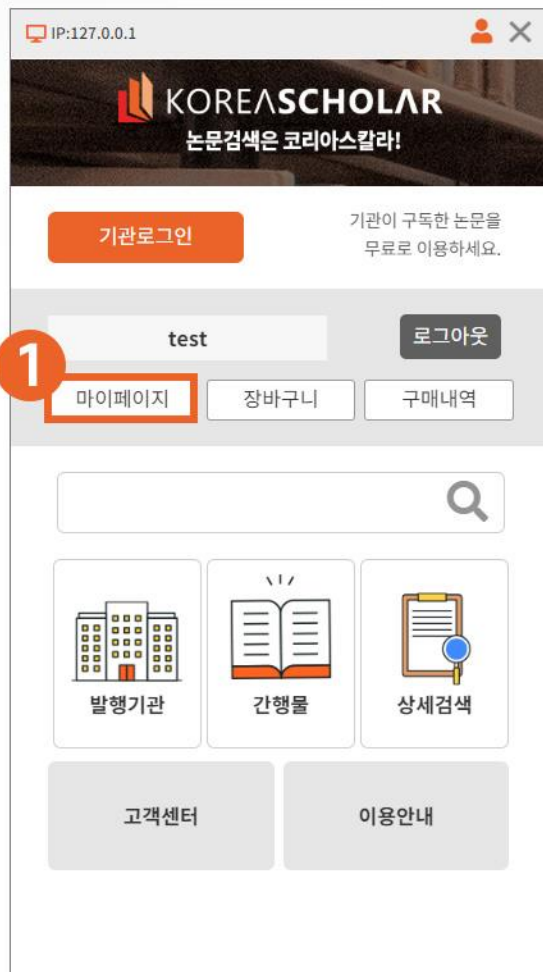 IP:127.0.0.1
KOREASCHOLAR
논문검색은 코리아스칼라!
기관로그인
기관이 구독한 논문을
무료로 이용하세요.
test
로그아웃
1
마이페이지
장바구니
구매내역
발행기관
간행물
상세검색
고객센터
이용안내